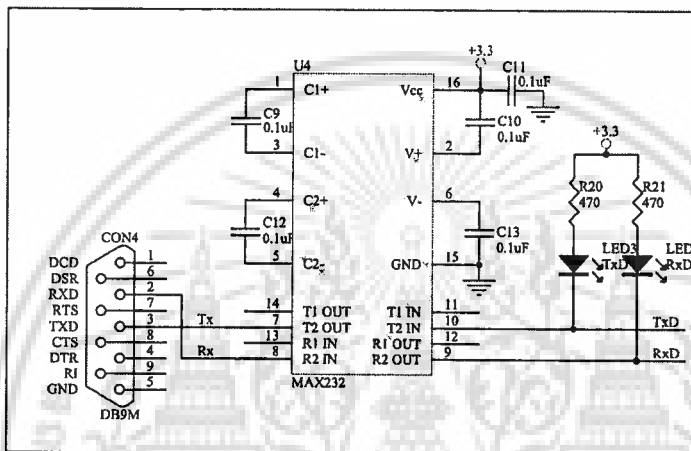 +3.3
U4
C11
0.1uF
1
C1+
16
Vcc
C9
0.1uF
C10
0.1uF
3
C1-
2
V+
+3.3
4
C2+
6
V-
R20
470
R21
470
C12
0.1uF
C13
0.1uF
5
C2-
15
GND
LED3
TxD
LED
RxD
CON4
DCD
1
DSR
6
RXD
2
RTS
7
TXD
3
CTS
8
DTR
4
RI
9
GND
5
DB9M
Tx
Rx
14
T1 OUT
7
T2 OUT
13
R1 IN
8
R2 IN
11
T1 IN
10
T2 IN
12
R1 OUT
9
R2 OUT
MAX232
TxD
RxD